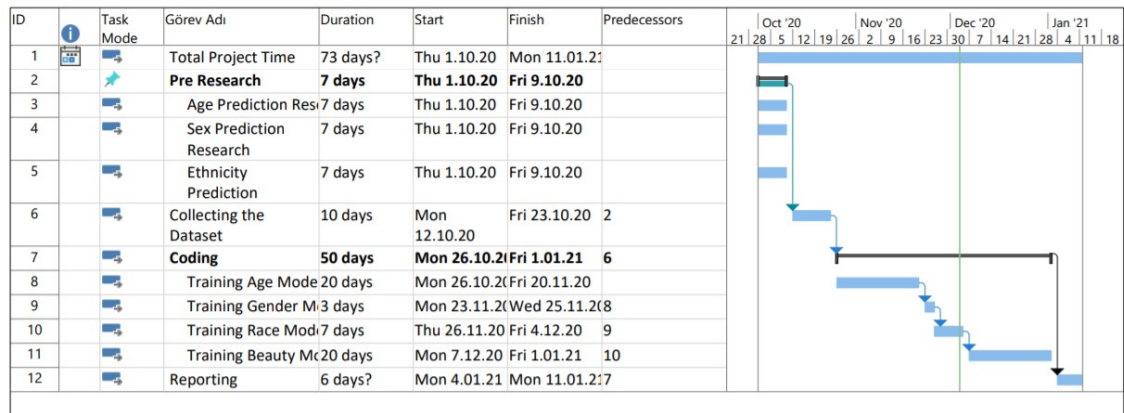 ID Task Mode Görev Adı Duration Start Finish Predecessors
Oct '20 Nov '20 Dec '20 Jan '21
21 28 5 12 19 26 2 9 16 23 30 7 14 21 28 4 11 18
1 Total Project Time 73 days? Thu 1.10.20 Mon 11.01.21
2 Pre Research 7 days Thu 1.10.20 Fri 9.10.20
3 Age Prediction Res 7 days Thu 1.10.20 Fri 9.10.20
4 Sex Prediction Research 7 days Thu 1.10.20 Fri 9.10.20
5 Ethnicity Prediction 7 days Thu 1.10.20 Fri 9.10.20
6 Collecting the Dataset 10 days Mon 12.10.20 Fri 23.10.20 2
7 Coding 50 days Mon 26.10.20 Fri 1.01.21 6
8 Training Age Mode 20 days Mon 26.10.20 Fri 20.11.20
9 Training Gender M 3 days Mon 23.11.20 Wed 25.11.20 8
10 Training Race Mod 7 days Thu 26.11.20 Fri 4.12.20 9
11 Training Beauty Mo 20 days Mon 7.12.20 Fri 1.01.21 10
12 Reporting 6 days? Mon 4.01.21 Mon 11.01.21 7